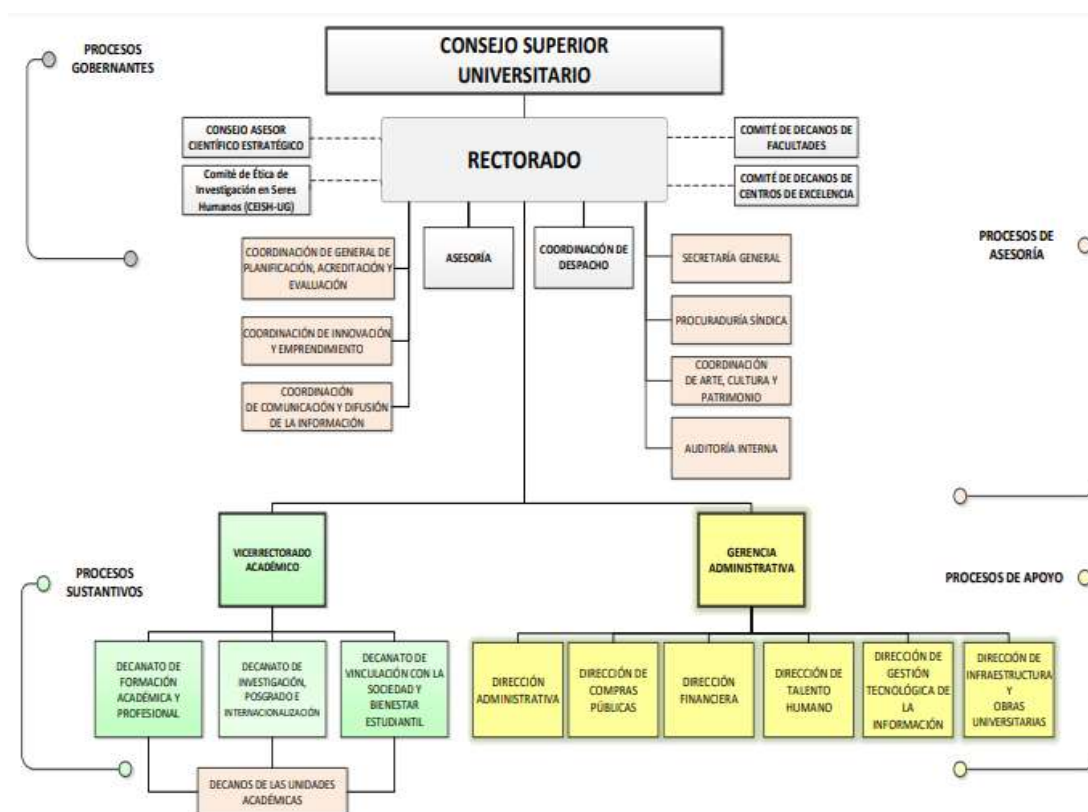 PROCESOS
GOBERNANTES
CONSEJO SUPERIOR
UNIVERSITARIO
CONSEJO ASESOR
CIENTÍFICO ESTRATÉGICO
Comité de Ética de
Investigación en Seres
Humanos (CEISH-UG)
RECTORADO
COMITÉ DE DECANOS DE
FACULTADES
COMITÉ DE DECANOS DE
CENTROS DE EXCELENCIA
COORDINACIÓN DE GENERAL DE
PLANIFICACIÓN, ACREDITACIÓN Y
EVALUACIÓN
ASESORÍA
COORDINACIÓN DE
DESPACHO
SECRETARÍA GENERAL
PROCESOS DE
ASESORÍA
COORDINACIÓN DE INNOVACIÓN
Y EMPRENDIMIENTO
PROCURADURÍA SÍNDICA
COORDINACIÓN
DE COMUNICACIÓN Y DIFUSIÓN
DE LA INFORMACIÓN
COORDINACIÓN
DE ARTE, CULTURA Y
PATRIMONIO
AUDITORÍA INTERNA
PROCESOS
SUSTANTIVOS
VICERRECTORADO
ACADÉMICO
GERENCIA
ADMINISTRATIVA
PROCESOS DE APOYO
DECANATO DE
FORMACIÓN
ACADÉMICA Y
PROFESIONAL
DECANATO DE
INVESTIGACIÓN,
POSGRADO E
INTERNACIONALIZACIÓN
DECANATO DE
VINCULACIÓN CON LA
SOCIEDAD Y
BIENESTAR
ESTUDIANTIL
DIRECCIÓN
ADMINISTRATIVA
DIRECCIÓN DE
COMPRAS
PÚBLICAS
DIRECCIÓN
FINANCIERA
DIRECCIÓN DE
TALENTO
HUMANO
DIRECCIÓN DE
GESTIÓN
TECNOLÓGICA DE
LA
INFORMACIÓN
DIRECCIÓN DE
INFRAESTRUCTURA
Y
OBRAS
UNIVERSITARIAS
DECANOS DE LAS UNIDADES
ACADÉMICAS